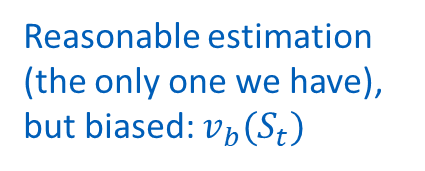 Reasonable estimation
(the only one we have),
but biased: 𝑣_b(S_t)